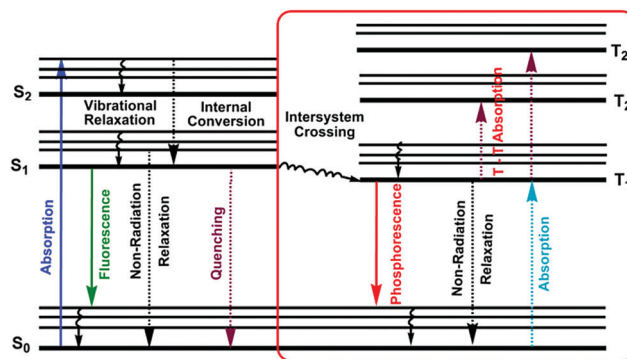 T2
S2
T2
Vibrational
Relaxation
Internal
Conversion
Intersystem
Crossing
T - T Absorption
S1
T
Absorption
Fluorescence
Non-Radiation
Relaxation
Quenching
Phosphorescence
Non-Radiation
Relaxation
Absorption
S0